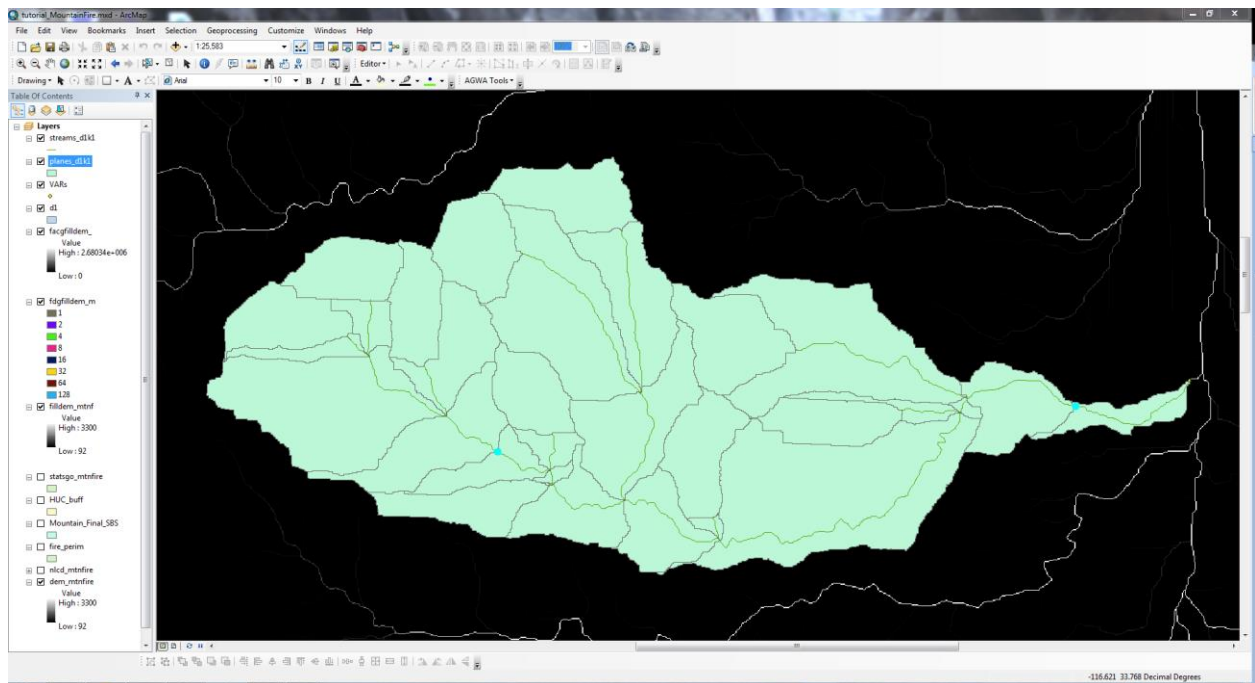 tutorial_MountainFire.mxd - ArcMap
File Edit View Bookmarks Insert Selection Geoprocessing Customize Windows Help
1:25,583
Editor
Drawing A Arial 10 B I U A AGWA Tools
Table Of Contents
Layers
streams_d1k1
planes_d1k1
VARs
d1
facgfilldem_
Value
High : 2.68034e+006
Low : 0
fdgfilldem_m
1
2
4
8
16
32
64
128
filldem_mtnf
Value
High : 3300
Low : 92
statsgo_mtnfire
HUC_buff
Mountain_Final_SBS
fire_perim
nlcd_mtnfire
dem_mtnfire
Value
High : 3300
Low : 92
-116.621 33.768 Decimal Degrees